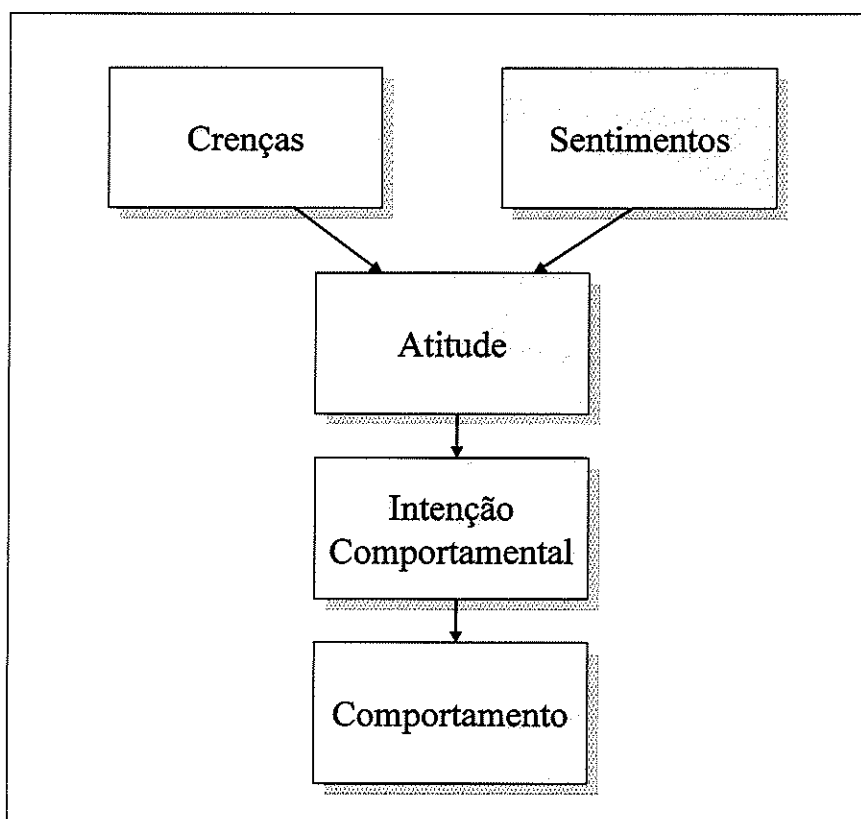 Crenças
Sentimentos
Atitude
Intenção
Comportamental
Comportamento